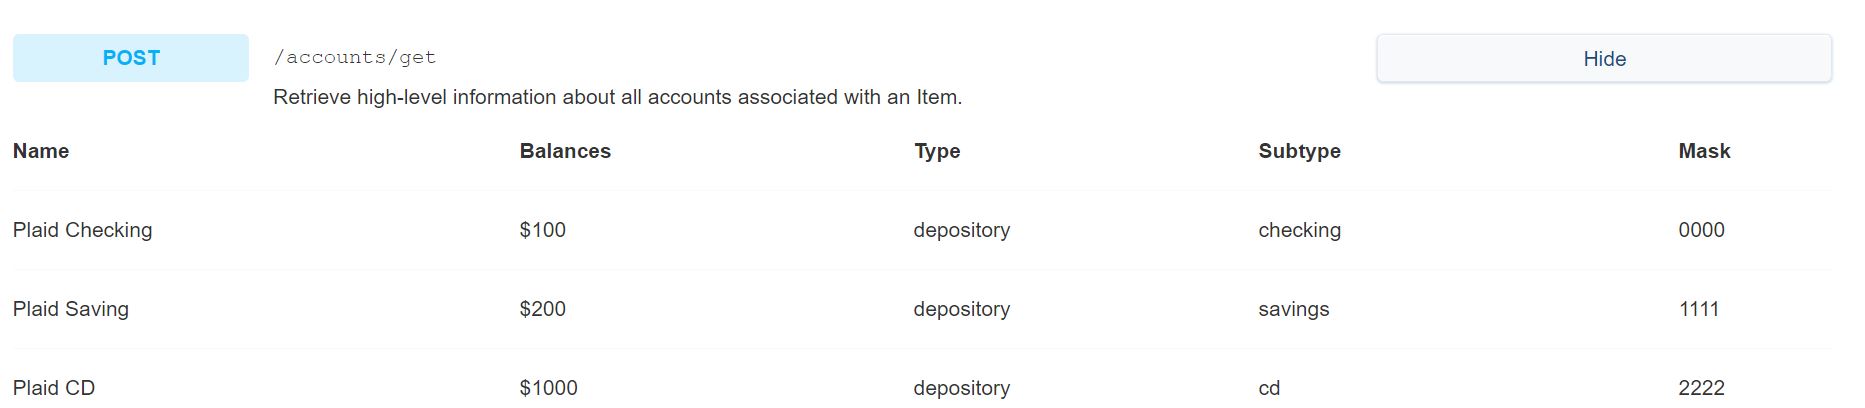 POST /accounts/get Hide
Retrieve high-level information about all accounts associated with an Item.
Name Balances Type Subtype Mask
Plaid Checking $100 depository checking 0000
Plaid Saving $200 depository savings 1111
Plaid CD $1000 depository cd 2222